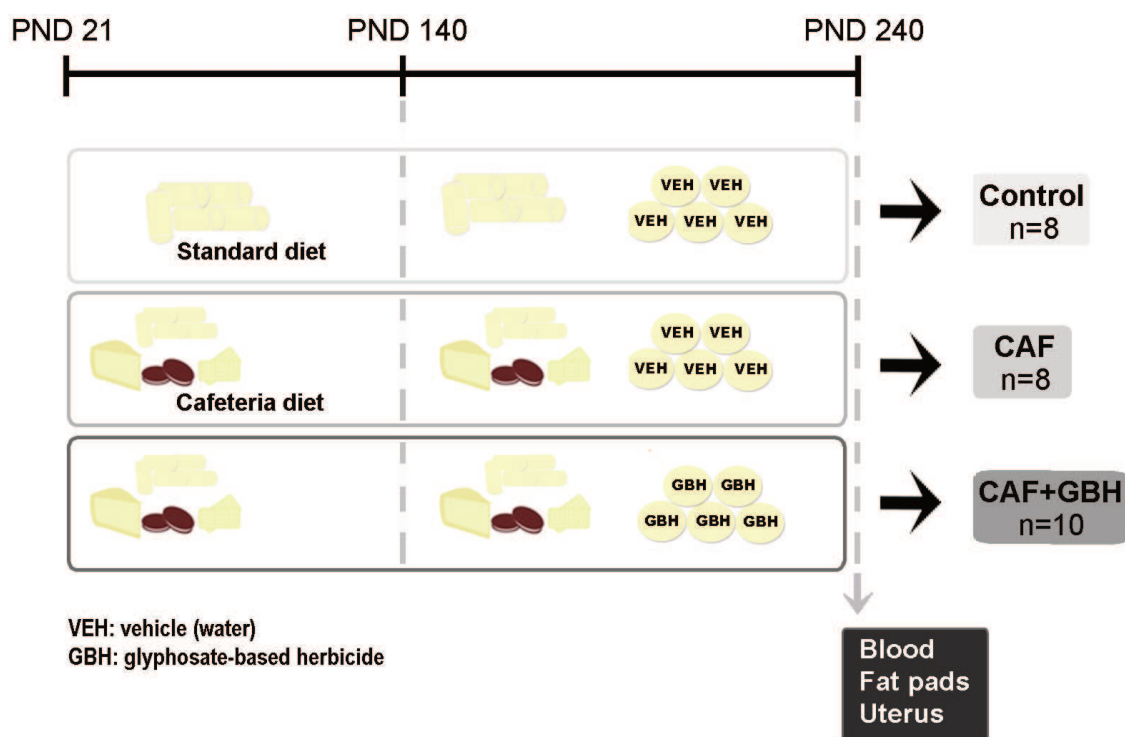 PND 21
PND 140
PND 240
VEH VEH
VEH VEH VEH
Standard diet
Control
n=8
VEH VEH
VEH VEH VEH
Cafeteria diet
CAF
n=8
GBH GBH
GBH GBH GBH
CAF+GBH
n=10
VEH: vehicle (water)
GBH: glyphosate-based herbicide
Blood
Fat pads
Uterus